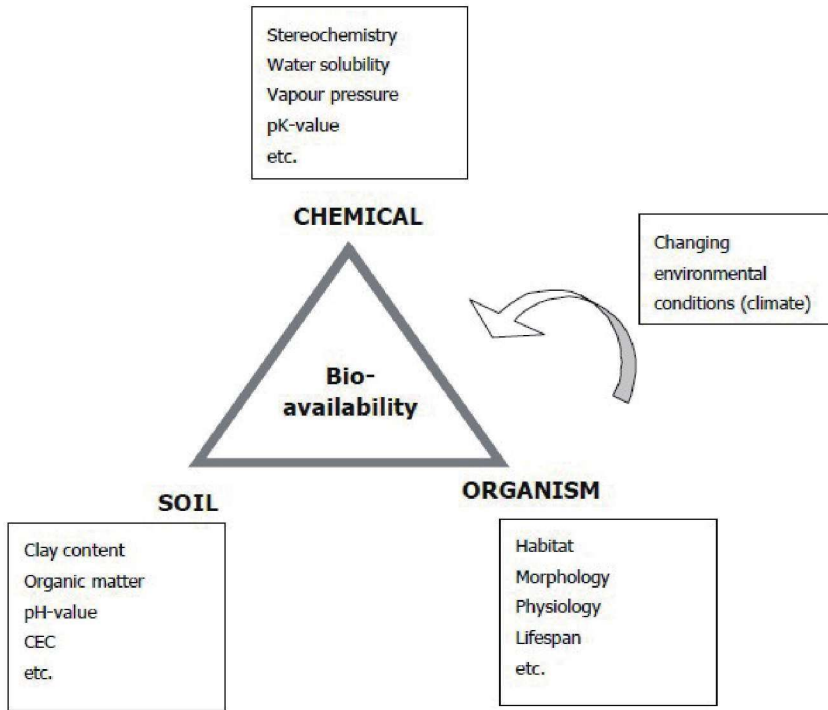 Stereochemistry
Water solubility
Vapour pressure
pK-value
etc.
CHEMICAL
Changing
environmental
conditions (climate)
Bio-
availability
SOIL
ORGANISM
Clay content
Organic matter
pH-value
CEC
etc.
Habitat
Morphology
Physiology
Lifespan
etc.